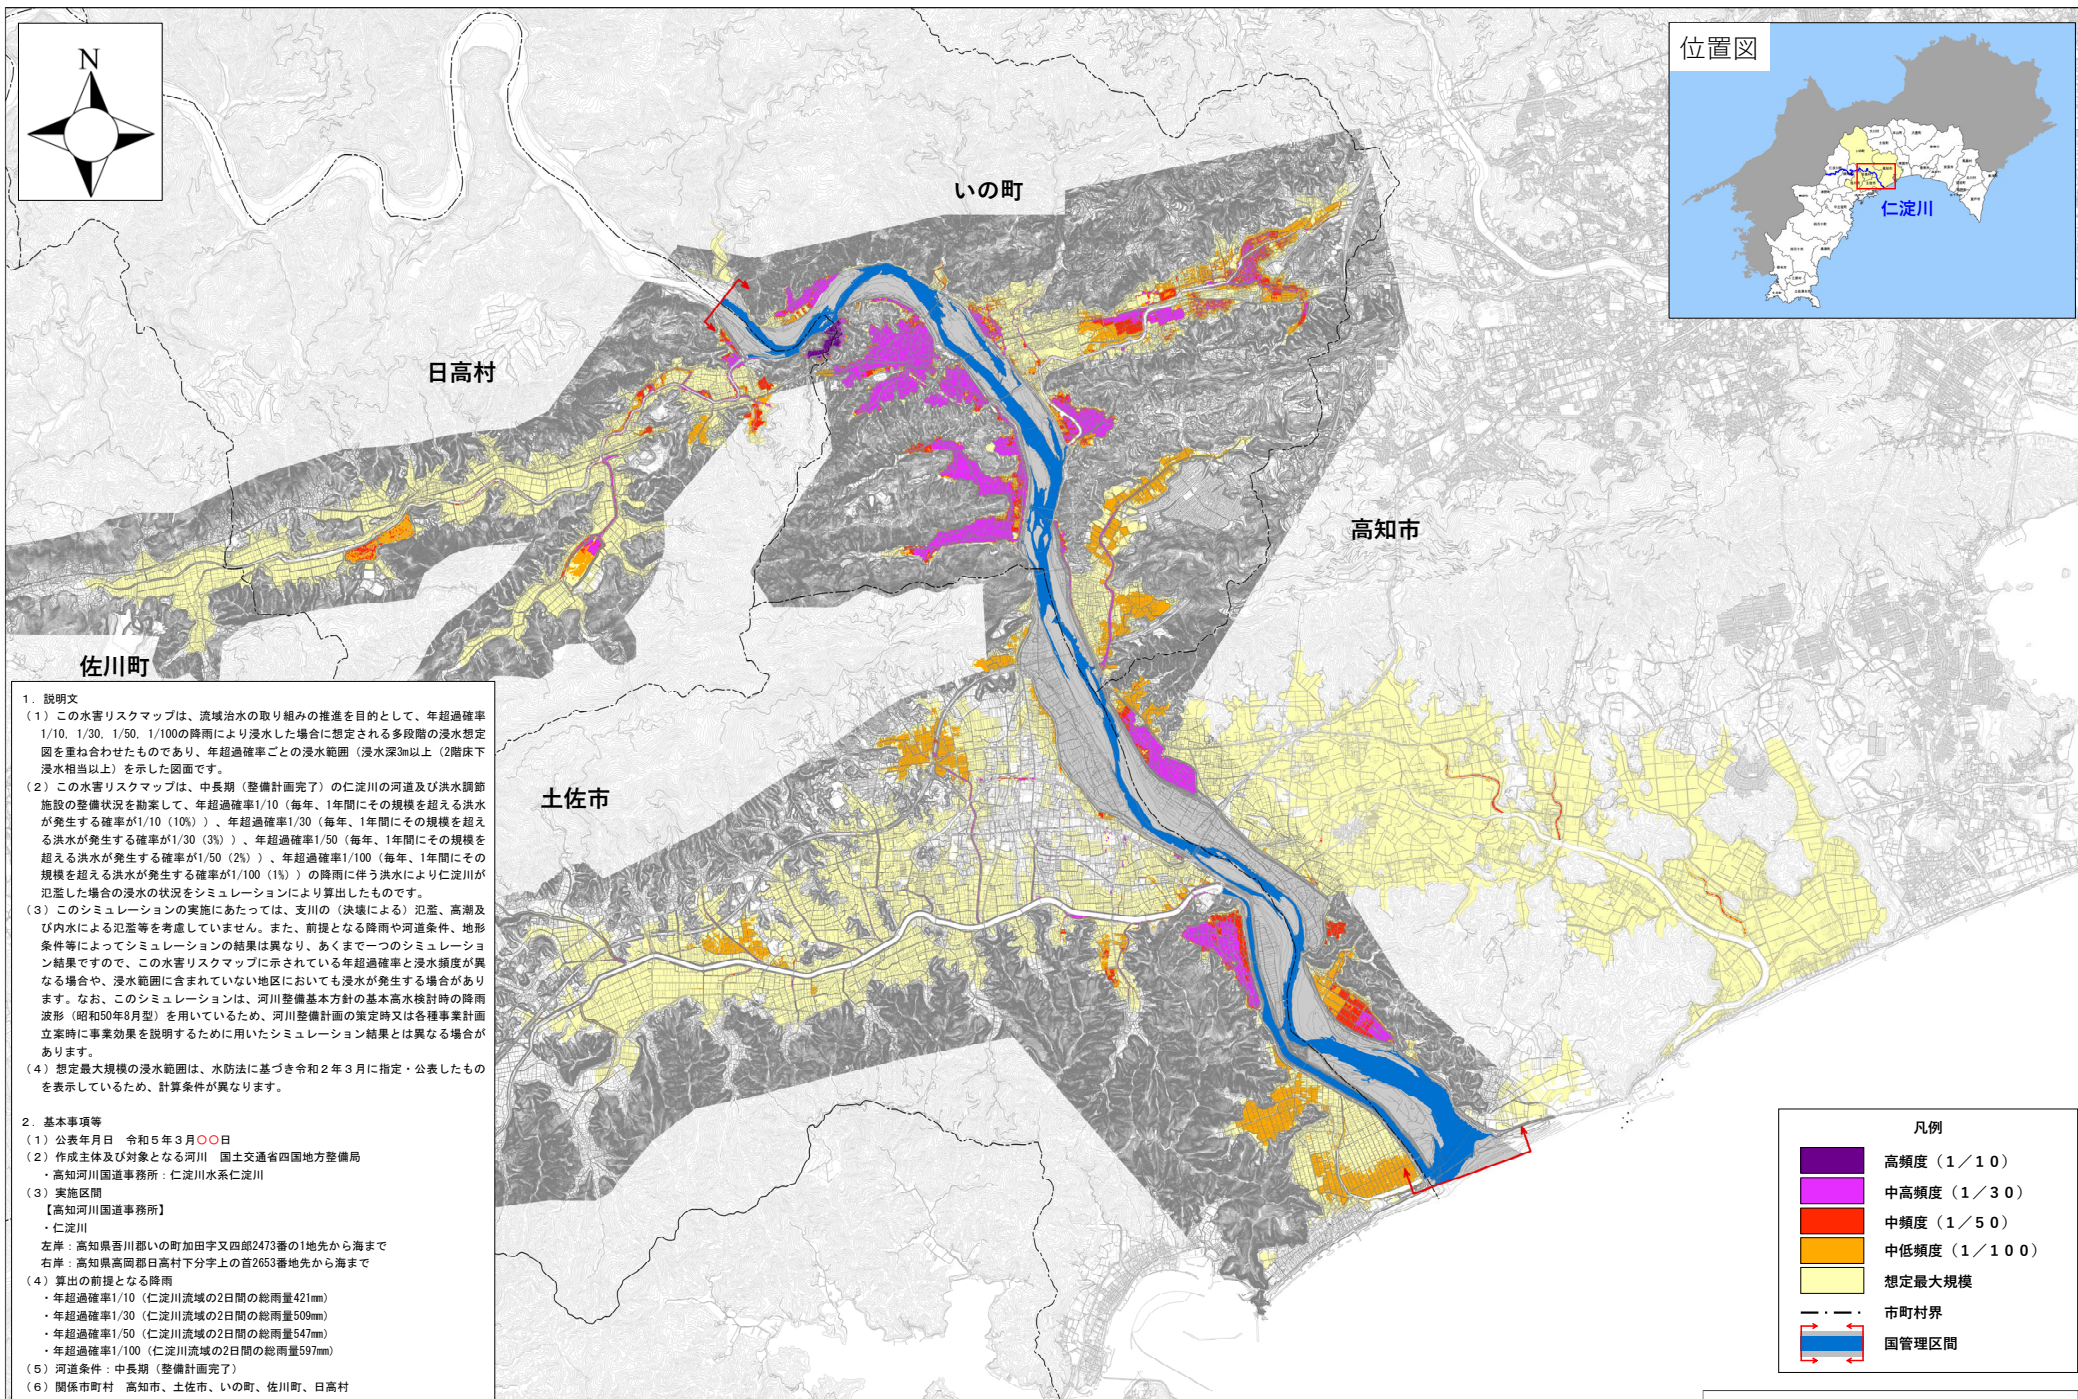 N
位置図
仁淀川
いの町
日高村
高知市
佐川町
土佐市
1．説明文
（１）この水害リスクマップは、流域治水の取り組みの推進を目的として、年超過確率
1/10，1/30，1/50，1/100の降雨により浸水した場合に想定される多段階の浸水想定
図を重ね合わせたものであり、年超過確率ごとの浸水範囲（浸水深3m以上（2階床下
浸水相当以上）を示した図面です。
（２）この水害リスクマップは、中長期（整備計画完了）の仁淀川の河道及び洪水調節
施設の整備状況を勘案して、年超過確率1/10（毎年、1年間にその規模を超える洪水
が発生する確率が1/10（10%））、年超過確率1/30（毎年、1年間にその規模を超え
る洪水が発生する確率が1/30（3%））、年超過確率1/50（毎年、1年間にその規模を
超える洪水が発生する確率が1/50（2%））、年超過確率1/100（毎年、1年間にその
規模を超える洪水が発生する確率が1/100（1%））の降雨に伴う洪水により仁淀川が
氾濫した場合の浸水の状況をシミュレーションにより算出したものです。
（３）このシミュレーションの実施にあたっては、支川の（決壊による）氾濫、高潮及
び内水による氾濫等を考慮していません。また、前提となる降雨や河道条件、地形
条件等によってシミュレーションの結果は異なり、あくまで一つのシミュレーショ
ン結果ですので、この水害リスクマップに示されている年超過確率と浸水頻度が異
なる場合や、浸水範囲に含まれていない地区においても浸水が発生する場合があり
ます。なお、このシミュレーションは、河川整備基本方針の基本高水検討時の降雨
波形（昭和50年8月型）を用いているため、河川整備計画の策定時又は各種事業計画
立案時に事業効果を説明するために用いたシミュレーション結果とは異なる場合が
あります。
（４）想定最大規模の浸水範囲は、水防法に基づき令和２年３月に指定・公表したもの
を表示しているため、計算条件が異なります。
2．基本事項等
（１）公表年月日　令和５年３月〇〇日
（２）作成主体及び対象となる河川　国土交通省四国地方整備局
・高知河川国道事務所：仁淀川水系仁淀川
（３）実施区間
【高知河川国道事務所】
・仁淀川
左岸：高知県吾川郡いの町加田字又四郎2473番の1地先から海まで
右岸：高知県高岡郡日高村下分字上の首2653番地先から海まで
（４）算出の前提となる降雨
・年超過確率1/10（仁淀川流域の2日間の総雨量421mm）
・年超過確率1/30（仁淀川流域の2日間の総雨量509mm）
・年超過確率1/50（仁淀川流域の2日間の総雨量547mm）
・年超過確率1/100（仁淀川流域の2日間の総雨量597mm）
（５）河道条件：中長期（整備計画完了）
（６）関係市町村　高知市、土佐市、いの町、佐川町、日高村
凡例
高頻度（１／１０）
中高頻度（１／３０）
中頻度（１／５０）
中低頻度（１／１００）
想定最大規模
市町村界
国管理区間